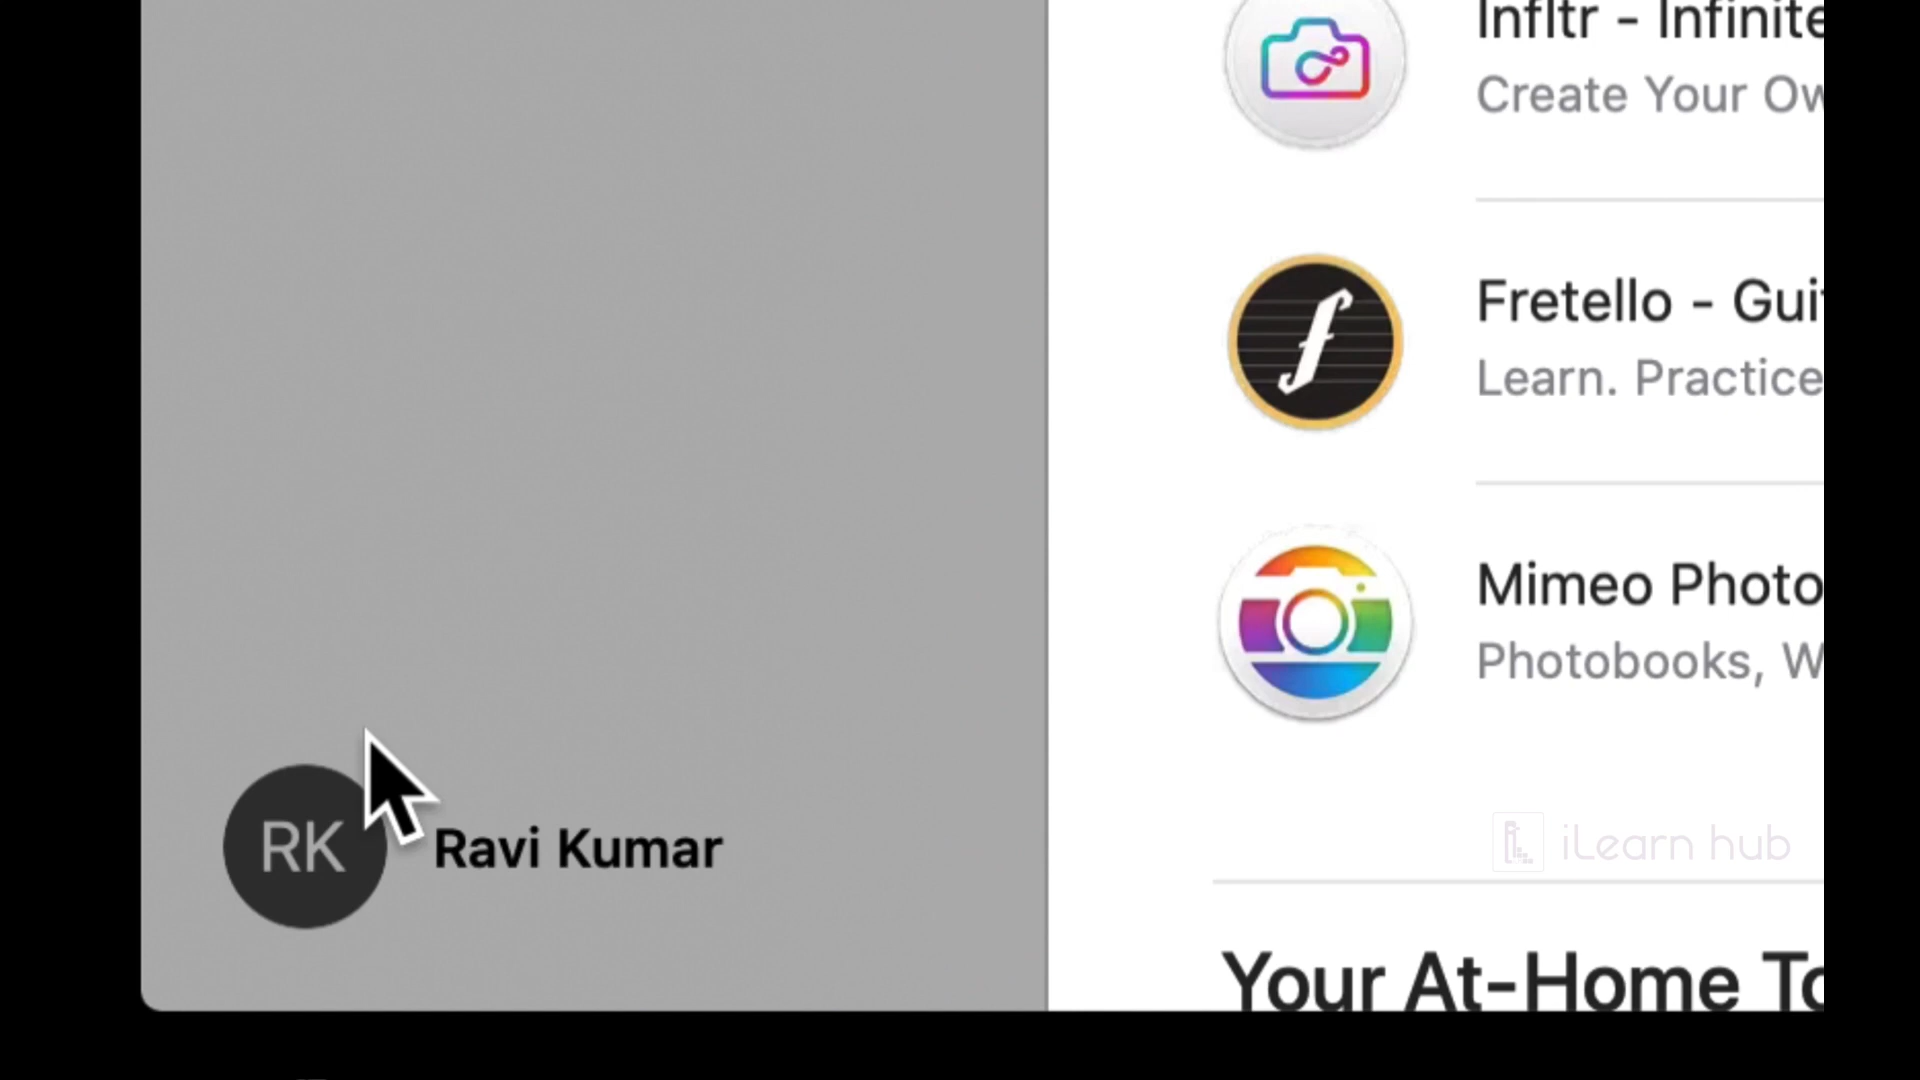 Infltr - Infinite
Create Your Ow
Fretello - Gui
Learn. Practice
Mimeo Photo
Photobooks, W
RK
Ravi Kumar
iLearn hub
Your At-Home To